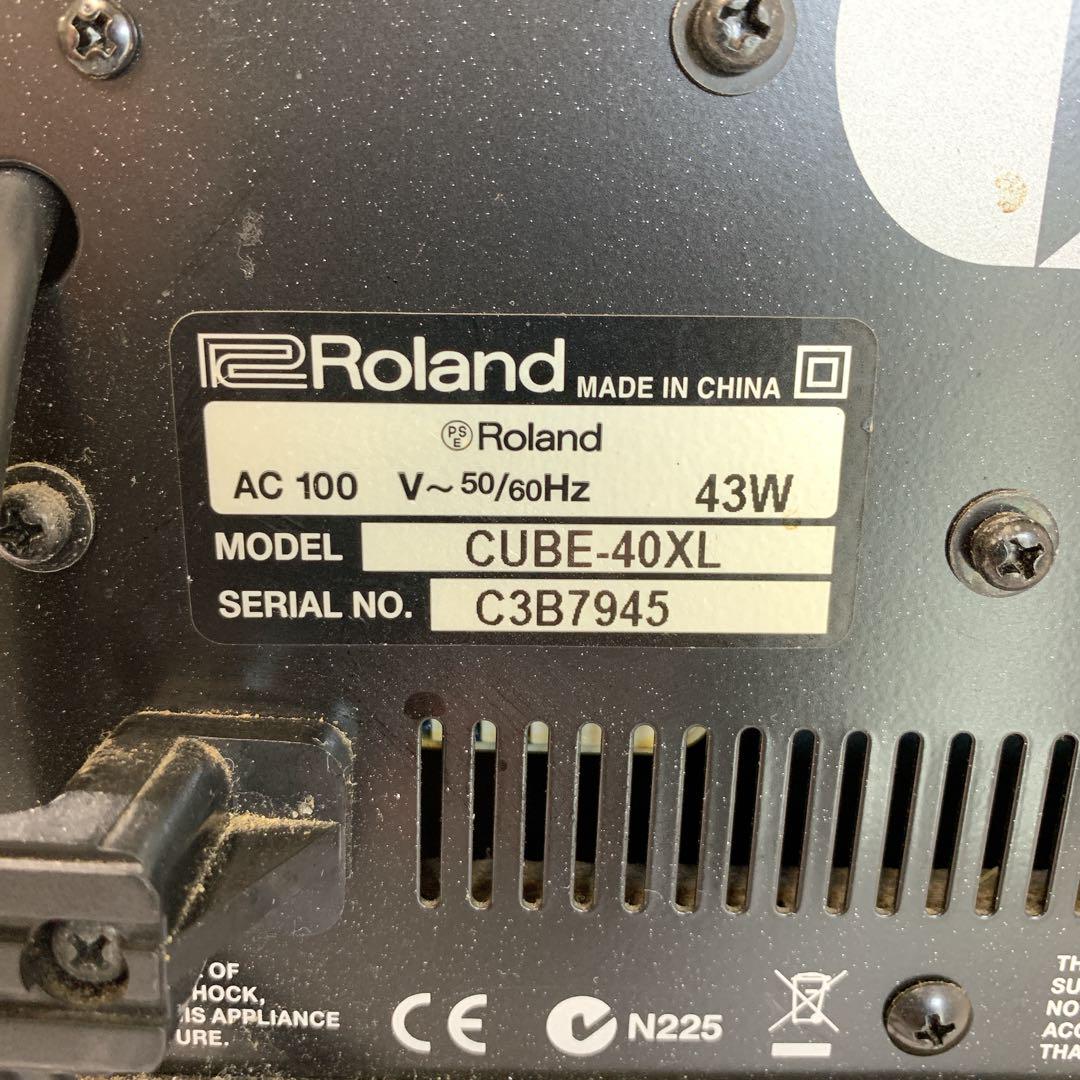 Roland MADE IN CHINA
PSE Roland
AC 100 V~50/60Hz 43W
MODEL CUBE-40XL
SERIAL NO. C3B7945
OF
HOCK,
IS APPLIANCE
URE.
CE N225
TH
SU
NO
ACC
THA